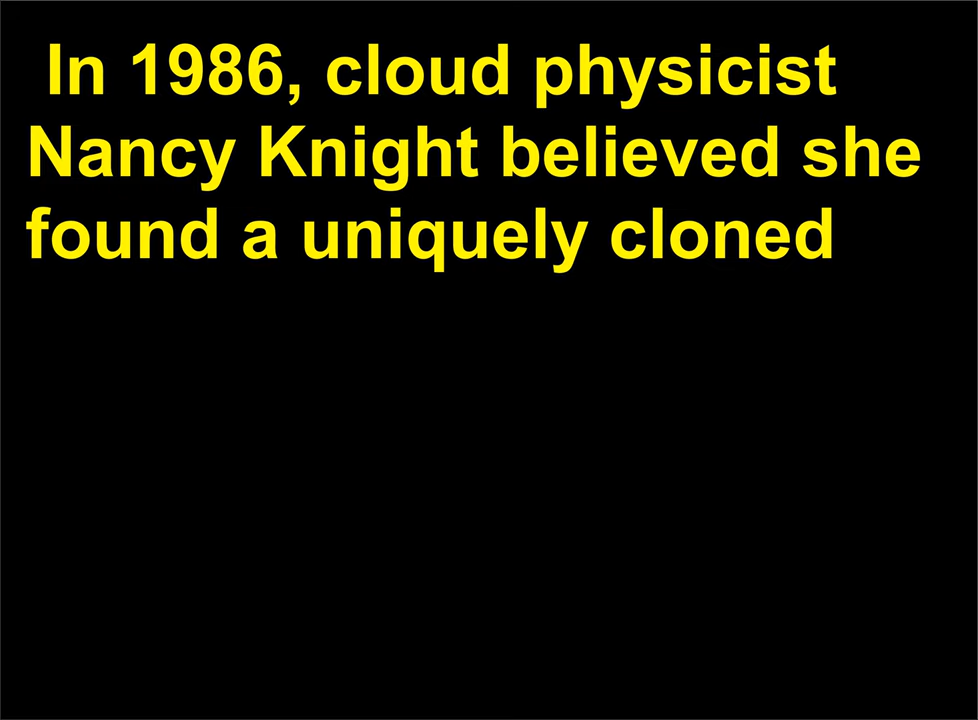 In 1986, cloud physicist
Nancy Knight believed she
found a uniquely cloned